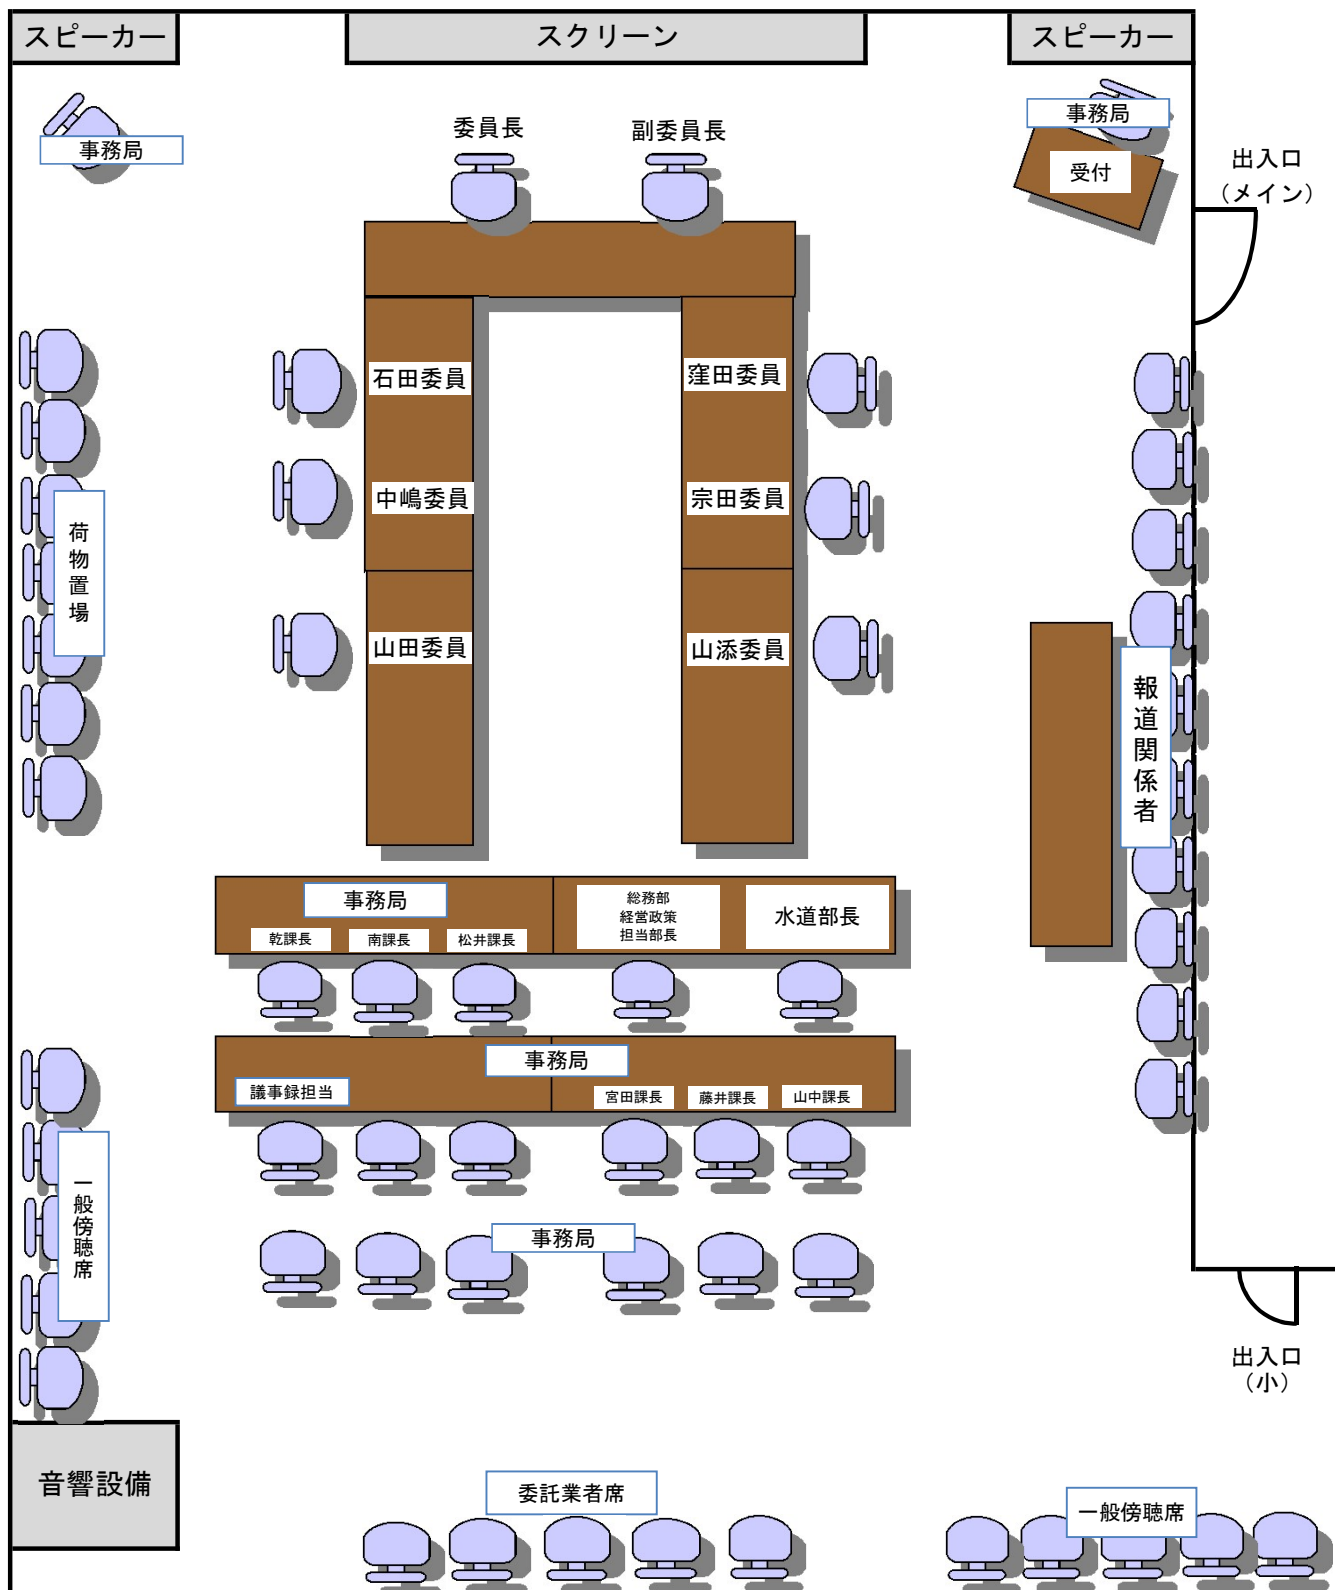 スピーカー
スクリーン
スピーカー
事務局
委員長
副委員長
事務局
受付
出入口
（メイン）
石田委員
窪田委員
中嶋委員
宗田委員
荷物置場
山田委員
山添委員
報道関係者
事務局
乾課長
南課長
松井課長
総務部
経営政策
担当部長
水道部長
事務局
議事録担当
宮田課長
藤井課長
山中課長
一般傍聴席
事務局
出入口
（小）
音響設備
委託業者席
一般傍聴席